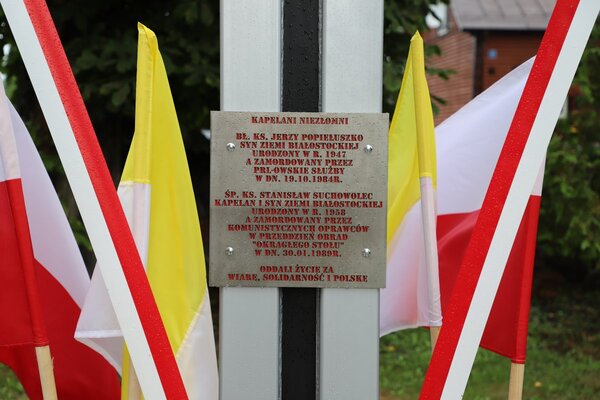 KAPELANI NIEZŁOMNI
BŁ. KS. JERZY POPIEŁUSZKO
SYN ZIEMI BIAŁOSTOCKIEJ
URODZONY W R. 1947
A ZAMORDOWANY PRZEZ
PRL-OWSKIE SŁUŻBY
W DN. 19.10.1984R.
ŚP. KS. STANISŁAW SUCHOWOLEC
KAPELAN I SYN ZIEMI BIAŁOSTOCKIEJ
URODZONY W R. 1958
A ZAMORDOWANY PRZEZ
KOMUNISTYCZNYCH OPRAWCÓW
W PRZEDDZIEŃ OBRAD
"OKRĄGŁEGO STOŁU"
W DN. 30.01.1989R.
ODDALI ŻYCIE ZA
WIARĘ, SOLIDARNOŚĆ I POLSKĘ